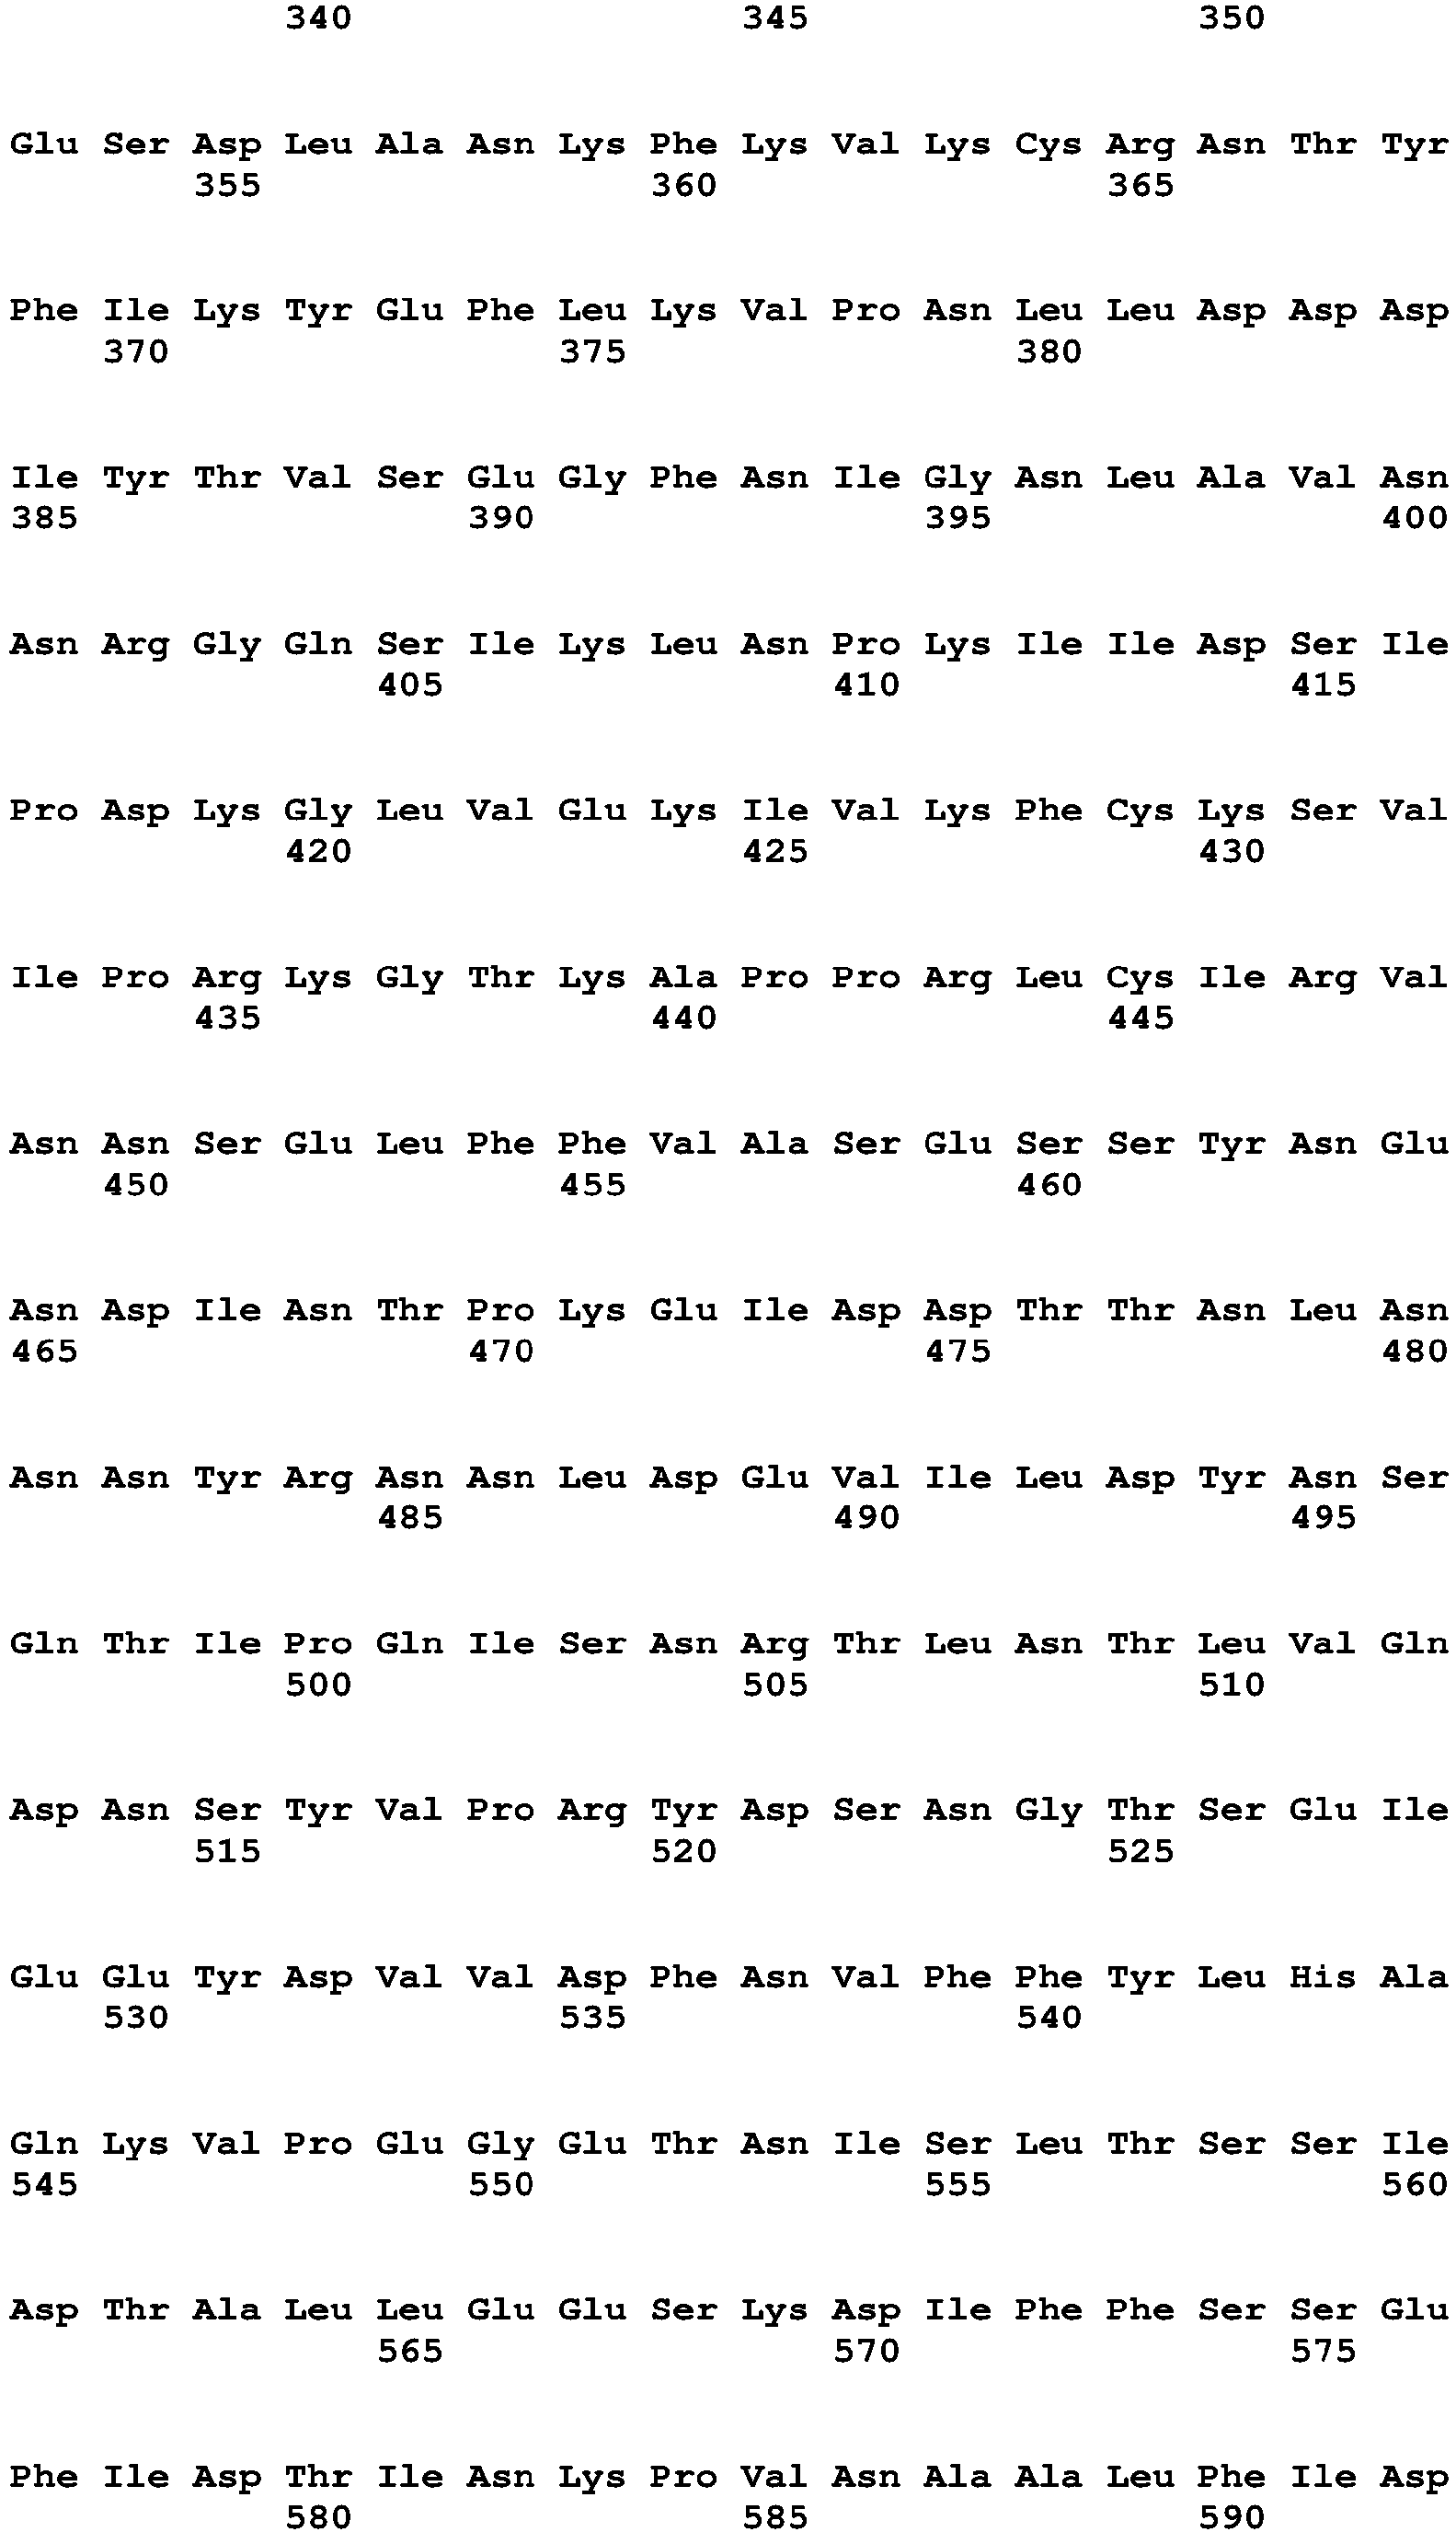 340 345 350
Glu Ser Asp Leu Ala Asn Lys Phe Lys Val Lys Cys Arg Asn Thr Tyr
355 360 365
Phe Ile Lys Tyr Glu Phe Leu Lys Val Pro Asn Leu Leu Asp Asp Asp
370 375 380
Ile Tyr Thr Val Ser Glu Gly Phe Asn Ile Gly Asn Leu Ala Val Asn
385 390 395 400
Asn Arg Gly Gln Ser Ile Lys Leu Asn Pro Lys Ile Ile Asp Ser Ile
405 410 415
Pro Asp Lys Gly Leu Val Glu Lys Ile Val Lys Phe Cys Lys Ser Val
420 425 430
Ile Pro Arg Lys Gly Thr Lys Ala Pro Pro Arg Leu Cys Ile Arg Val
435 440 445
Asn Asn Ser Glu Leu Phe Phe Val Ala Ser Glu Ser Ser Tyr Asn Glu
450 455 460
Asn Asp Ile Asn Thr Pro Lys Glu Ile Asp Asp Thr Thr Asn Leu Asn
465 470 475 480
Asn Asn Tyr Arg Asn Asn Leu Asp Glu Val Ile Leu Asp Tyr Asn Ser
485 490 495
Gln Thr Ile Pro Gln Ile Ser Asn Arg Thr Leu Asn Thr Leu Val Gln
500 505 510
Asp Asn Ser Tyr Val Pro Arg Tyr Asp Ser Asn Gly Thr Ser Glu Ile
515 520 525
Glu Glu Tyr Asp Val Val Asp Phe Asn Val Phe Phe Tyr Leu His Ala
530 535 540
Gln Lys Val Pro Glu Gly Glu Thr Asn Ile Ser Leu Thr Ser Ser Ile
545 550 555 560
Asp Thr Ala Leu Leu Glu Glu Ser Lys Asp Ile Phe Phe Ser Ser Glu
565 570 575
Phe Ile Asp Thr Ile Asn Lys Pro Val Asn Ala Ala Leu Phe Ile Asp
580 585 590